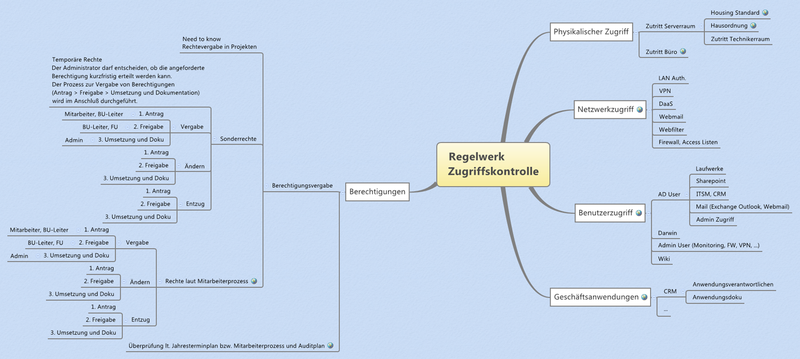 Regelwerk
Zugriffskontrolle
Physikalischer Zugriff
Zutritt Serverraum
Housing Standard
Hausordnung
Zutritt Technikerraum
Zutritt Büro
Netzwerkzugriff
LAN Auth.
VPN
DaaS
Webmail
Webfilter
Firewall, Access Listen
Benutzerzugriff
AD User
Laufwerke
Sharepoint
ITSM, CRM
Mail (Exchange Outlook, Webmail)
Admin Zugriff
Darwin
Admin User (Monitoring, FW, VPN, ...)
Wiki
Geschäftsanwendungen
CRM
Anwendungsverantwortlichen
Anwendungsdoku
...
Berechtigungen
Berechtigungsvergabe
Need to know
Rechtevergabe in Projekten
Sonderrechte
Temporäre Rechte
Der Administrator darf entscheiden, ob die angeforderte
Berechtigung kurzfristig erteilt werden kann.
Der Prozess zur Vergabe von Berechtigungen
(Antrag > Freigabe > Umsetzung und Dokumentation)
wird im Anschluß durchgeführt.
Vergabe
1. Antrag
Mitarbeiter, BU-Leiter
2. Freigabe
BU-Leiter, FU
3. Umsetzung und Doku
Admin
Ändern
1. Antrag
2. Freigabe
3. Umsetzung und Doku
Entzug
1. Antrag
2. Freigabe
3. Umsetzung und Doku
Rechte laut Mitarbeiterprozess
Vergabe
1. Antrag
Mitarbeiter, BU-Leiter
2. Freigabe
BU-Leiter, FU
3. Umsetzung und Doku
Admin
Ändern
1. Antrag
2. Freigabe
3. Umsetzung und Doku
Entzug
1. Antrag
2. Freigabe
3. Umsetzung und Doku
Überprüfung lt. Jahresterminplan bzw. Mitarbeiterprozess und Auditplan